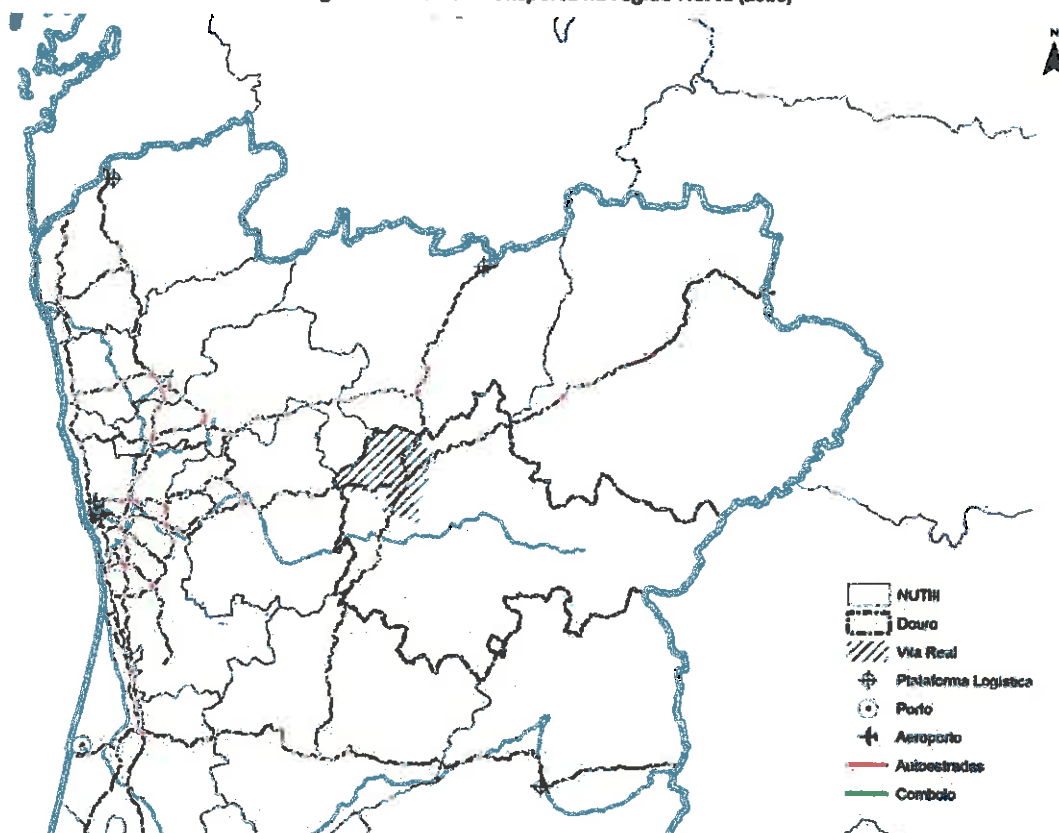 N
NUTIII
Douro
Vila Real
Plataforma Logística
Porto
Aeroporto
Autoestradas
Comboio